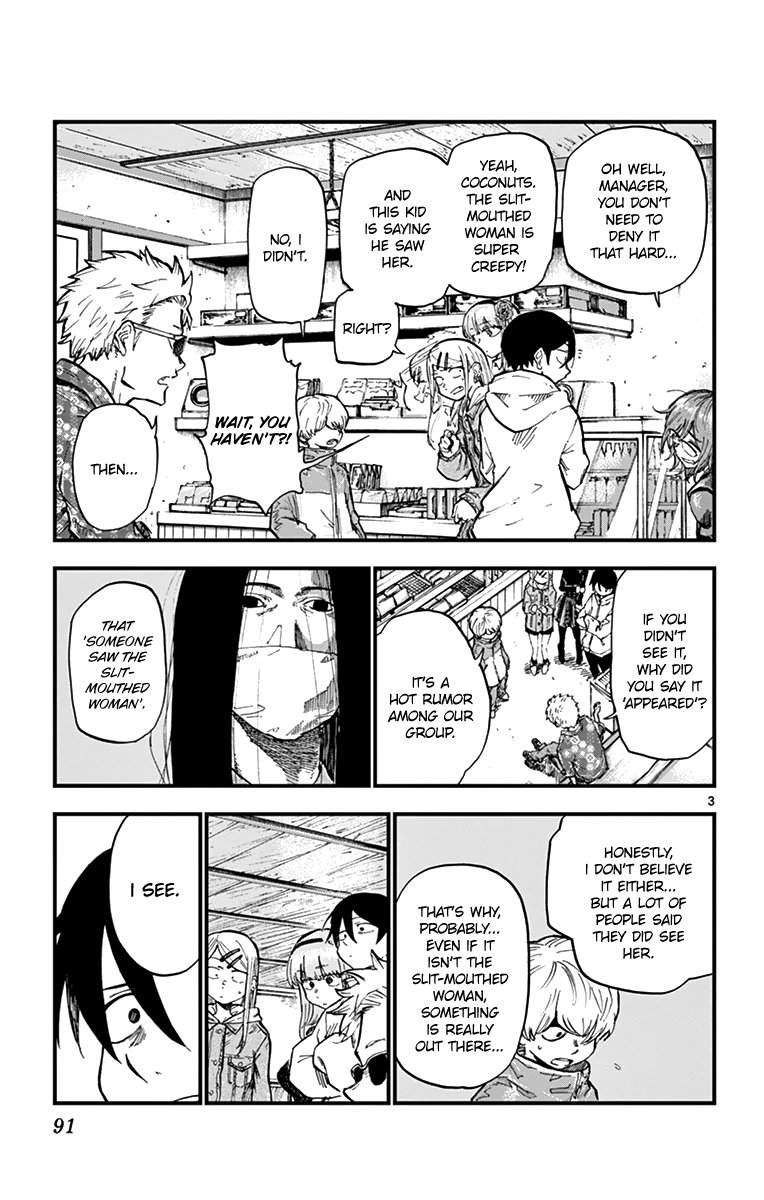 OH WELL,
MANAGER,
YOU DON'T
NEED TO
DENY IT
THAT HARD...
YEAH,
COCONUTS.
THE SLIT-
MOUTHED
WOMAN IS
SUPER
CREEPY!
AND
THIS KID
IS SAYING
HE SAW
HER.
RIGHT?
NO, I
DIDN'T.
WAIT, YOU
HAVEN'T?!
THEN...
IF YOU
DIDN'T
SEE IT,
WHY DID
YOU SAY IT
'APPEARED'?
IT'S A
HOT RUMOR
AMONG OUR
GROUP.
THAT
'SOMEONE
SAW THE
SLIT-
MOUTHED
WOMAN'.
3
HONESTLY,
I DON'T BELIEVE
IT EITHER...
BUT A LOT OF
PEOPLE SAID
THEY DID SEE
HER.
THAT'S WHY,
PROBABLY...
EVEN IF IT
ISN'T THE
SLIT-MOUTHED
WOMAN,
SOMETHING
IS REALLY
OUT THERE...
I SEE.
91